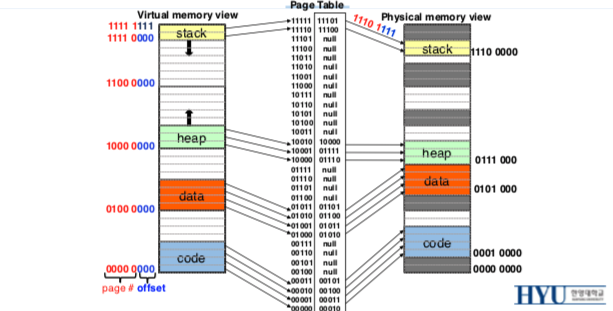 Page Table
Virtual memory view
Physical memory view
1111 1111
1111 0000
stack
1100 0000
heap
1000 0000
data
0100 0000
code
0000 0000
page # offset
11111 11101
11110 11100
11101 null
11100 null
11011 null
11010 null
11001 null
11000 null
10111 null
10110 null
10101 null
10100 null
10011 null
10010 10000
10001 01111
10000 01110
01111 null
01110 null
01101 null
01100 null
01011 01101
01010 01100
01001 01011
01000 01010
00111 null
00110 null
00101 null
00100 null
00011 00101
00010 00100
00001 00011
00000 00010
1110 1111
stack
1110 0000
heap
0111 000
data
0101 000
code
0001 0000
0000 0000
HYU 한양대학교